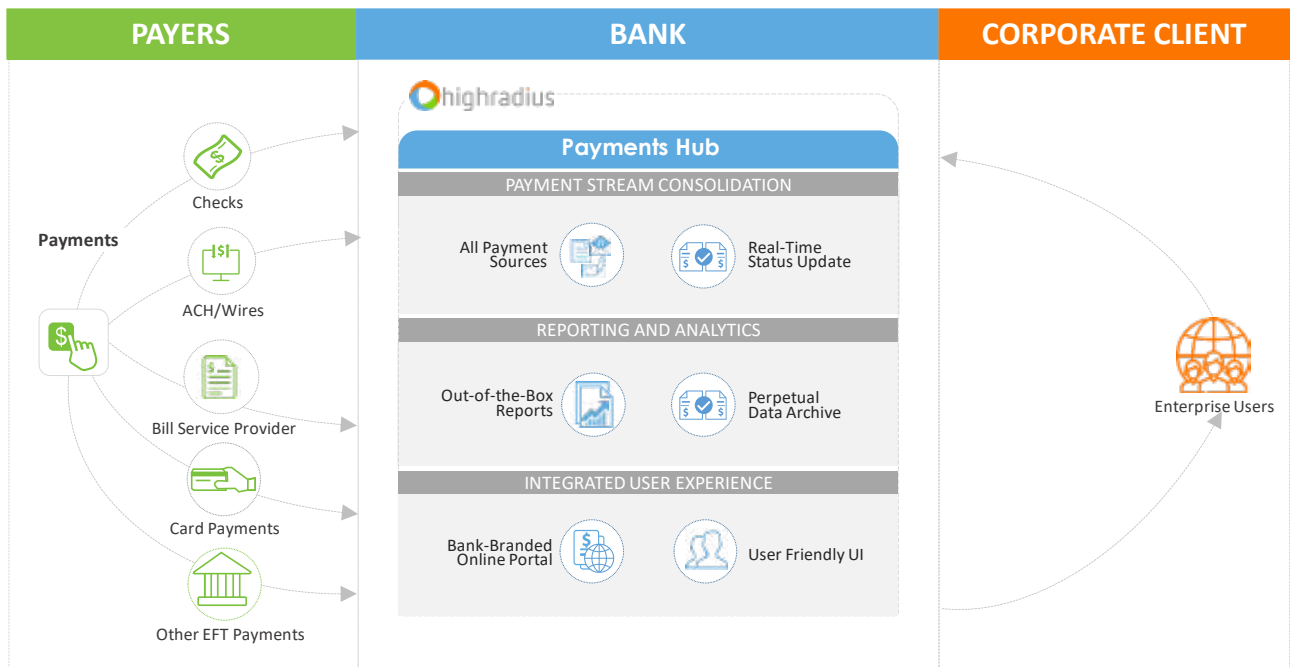 PAYERS
BANK
CORPORATE CLIENT
highradius
Payments Hub
PAYMENT STREAM CONSOLIDATION
All Payment
Sources
Real-Time
Status Update
REPORTING AND ANALYTICS
Out-of-the-Box
Reports
Perpetual
Data Archive
INTEGRATED USER EXPERIENCE
Bank-Branded
Online Portal
User Friendly UI
Payments
$
$
Checks
$
ACH/Wires
$
Bill Service Provider
Card Payments
Other EFT Payments
Enterprise Users